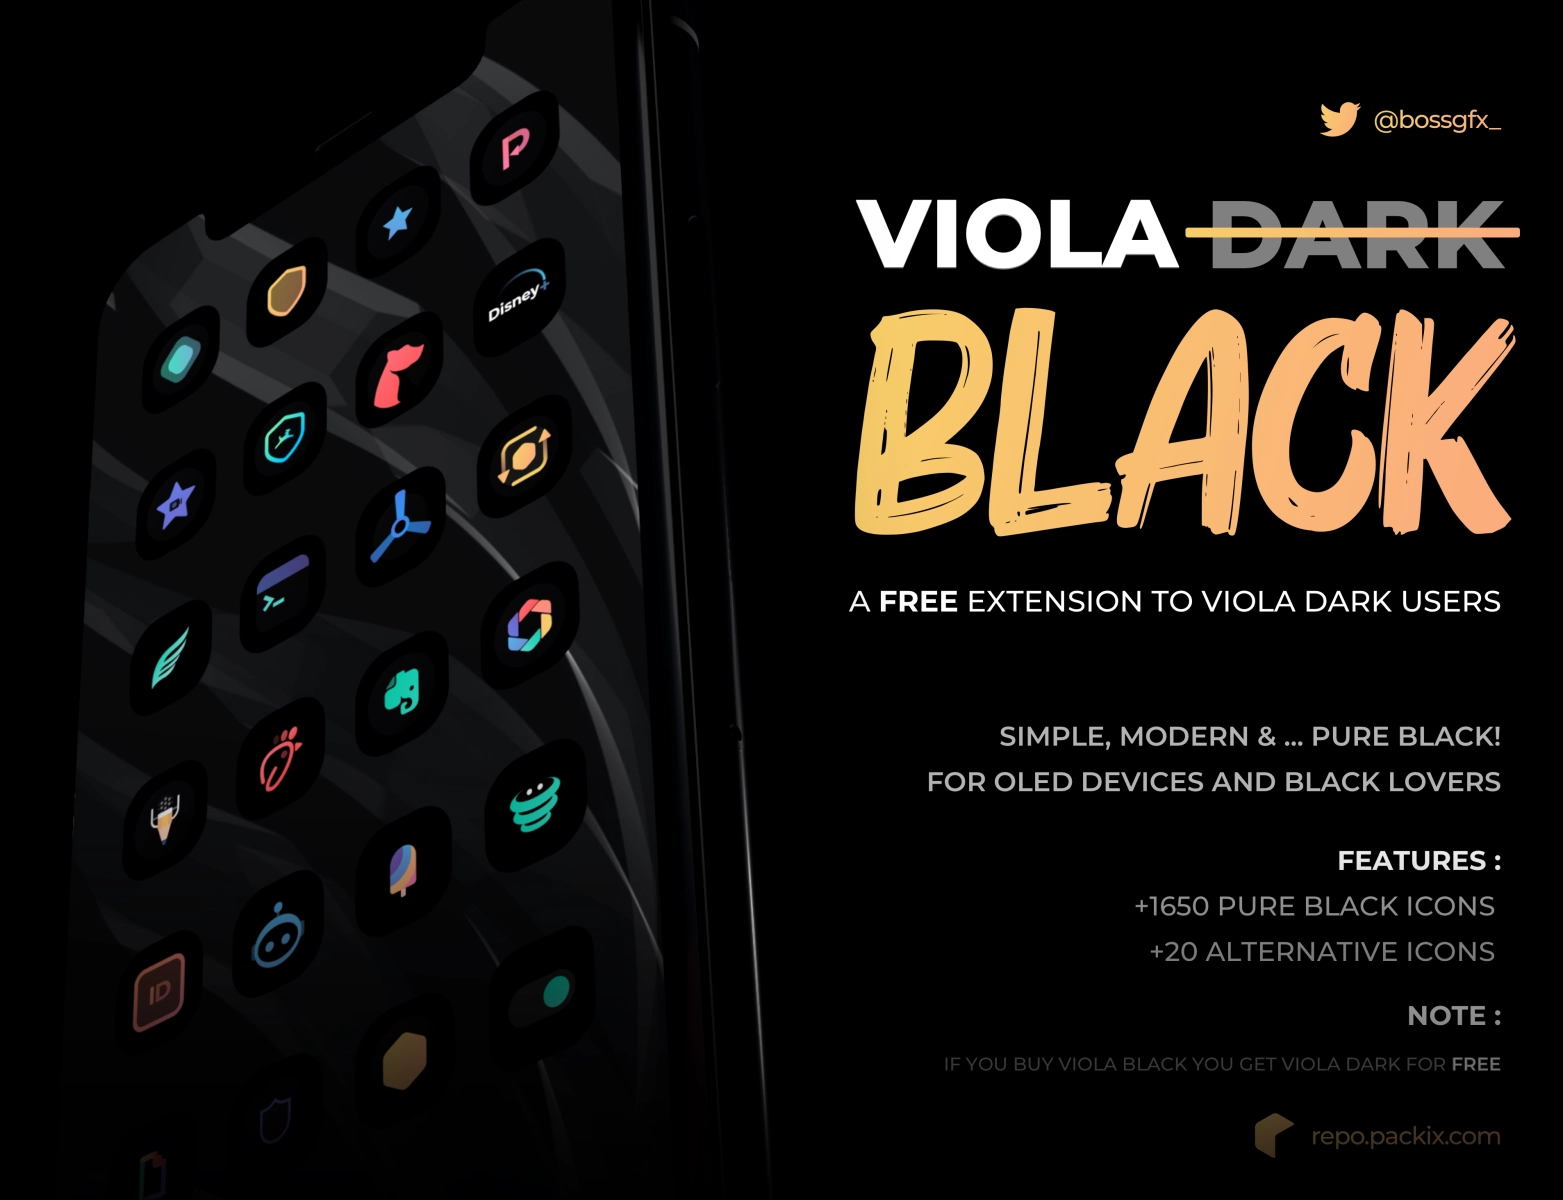 @bossgfx_
VIOLA DARK
BLACK
A FREE EXTENSION TO VIOLA DARK USERS
SIMPLE, MODERN & ... PURE BLACK!
FOR OLED DEVICES AND BLACK LOVERS
FEATURES :
+1650 PURE BLACK ICONS
+20 ALTERNATIVE ICONS
NOTE :
IF YOU BUY VIOLA BLACK YOU GET VIOLA DARK FOR FREE
repo.packix.com
P
Disney+
>-
ID